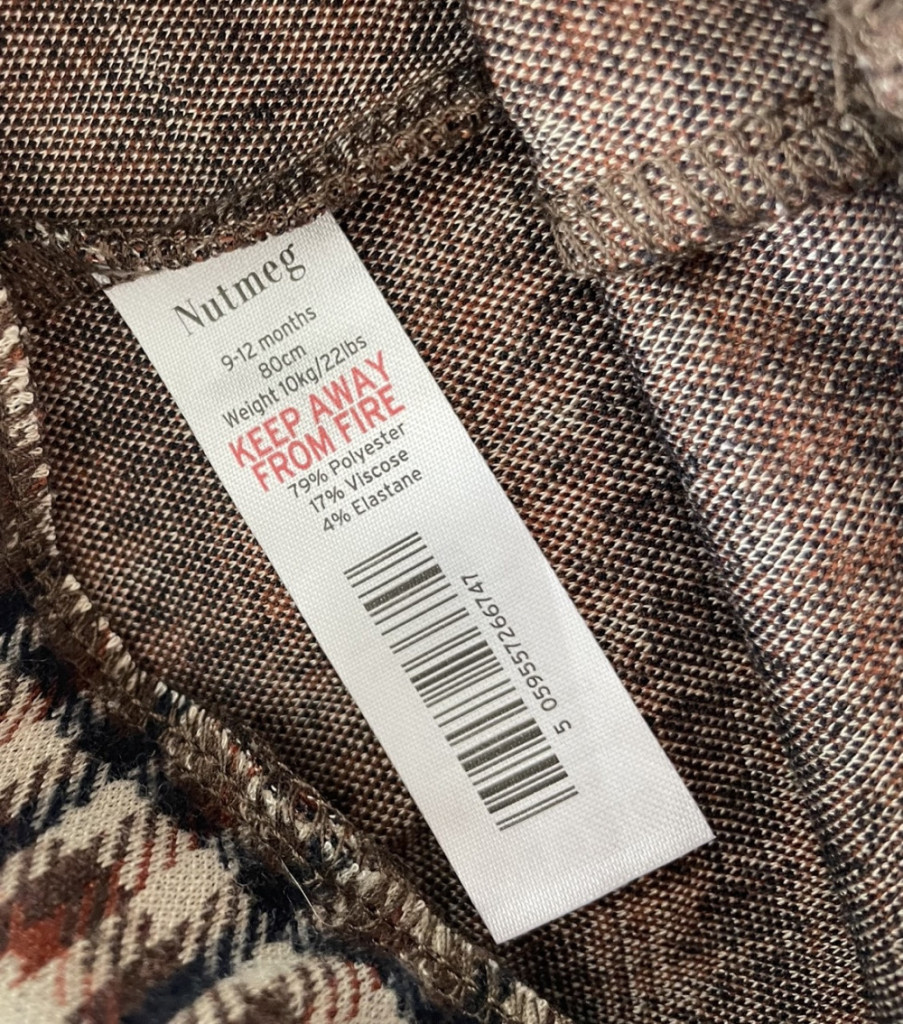 Nutmeg
9-12 months
80cm
Weight 10kg/22lbs
KEEP AWAY
FROM FIRE
79% Polyester
17% Viscose
4% Elastane
5 059557266747